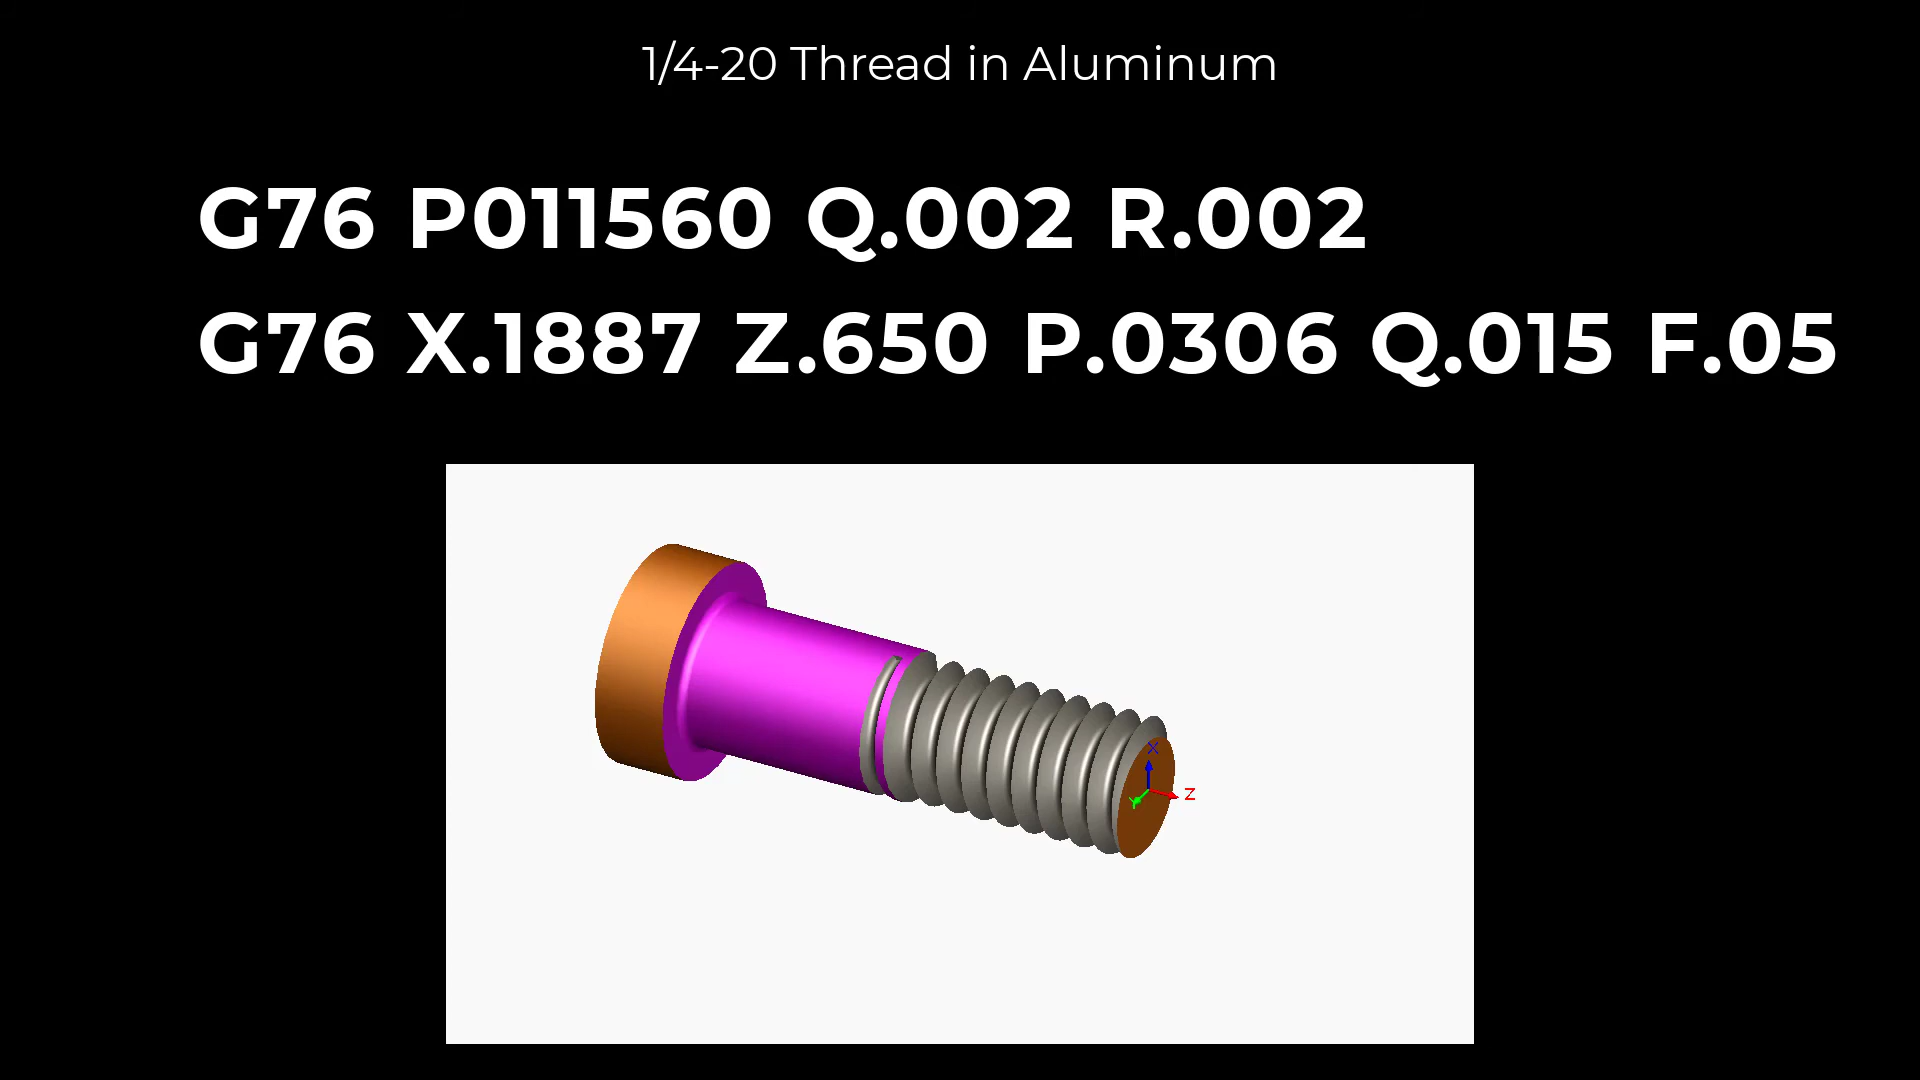 1/4-20 Thread in Aluminum
G76 P011560 Q.002 R.002
G76 X.1887 Z.650 P.0306 Q.015 F.05
X
Y
Z